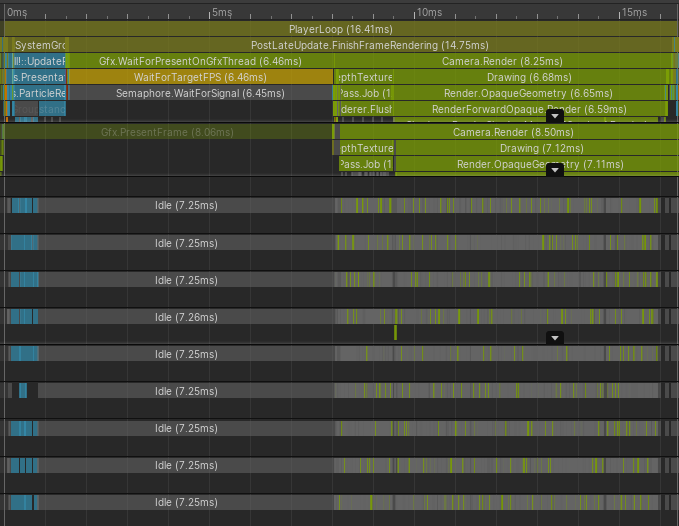 0ms 5ms 10ms 15ms
PlayerLoop (16.41ms)
SystemGro PostLateUpdate.FinishFrameRendering (14.75ms)
Gfx.WaitForPresentOnGfxThread (6.46ms) Camera.Render (8.25ms)
s.Presenta WaitForTargetFPS (6.46ms) epthTexture Drawing (6.68ms)
s.ParticleRe Semaphore.WaitForSignal (6.45ms) Pass.Job (1 Render.OpaqueGeometry (6.65ms)
derer.Flush RenderForwardOpaque.Render (6.59ms)
Gfx.PresentFrame (8.06ms) Camera.Render (8.50ms)
epthTexture Drawing (7.12ms)
Pass.Job (1 Render.OpaqueGeometry (7.11ms)
Idle (7.25ms)
Idle (7.25ms)
Idle (7.25ms)
Idle (7.26ms)
Idle (7.25ms)
Idle (7.25ms)
Idle (7.25ms)
Idle (7.25ms)
Idle (7.25ms)